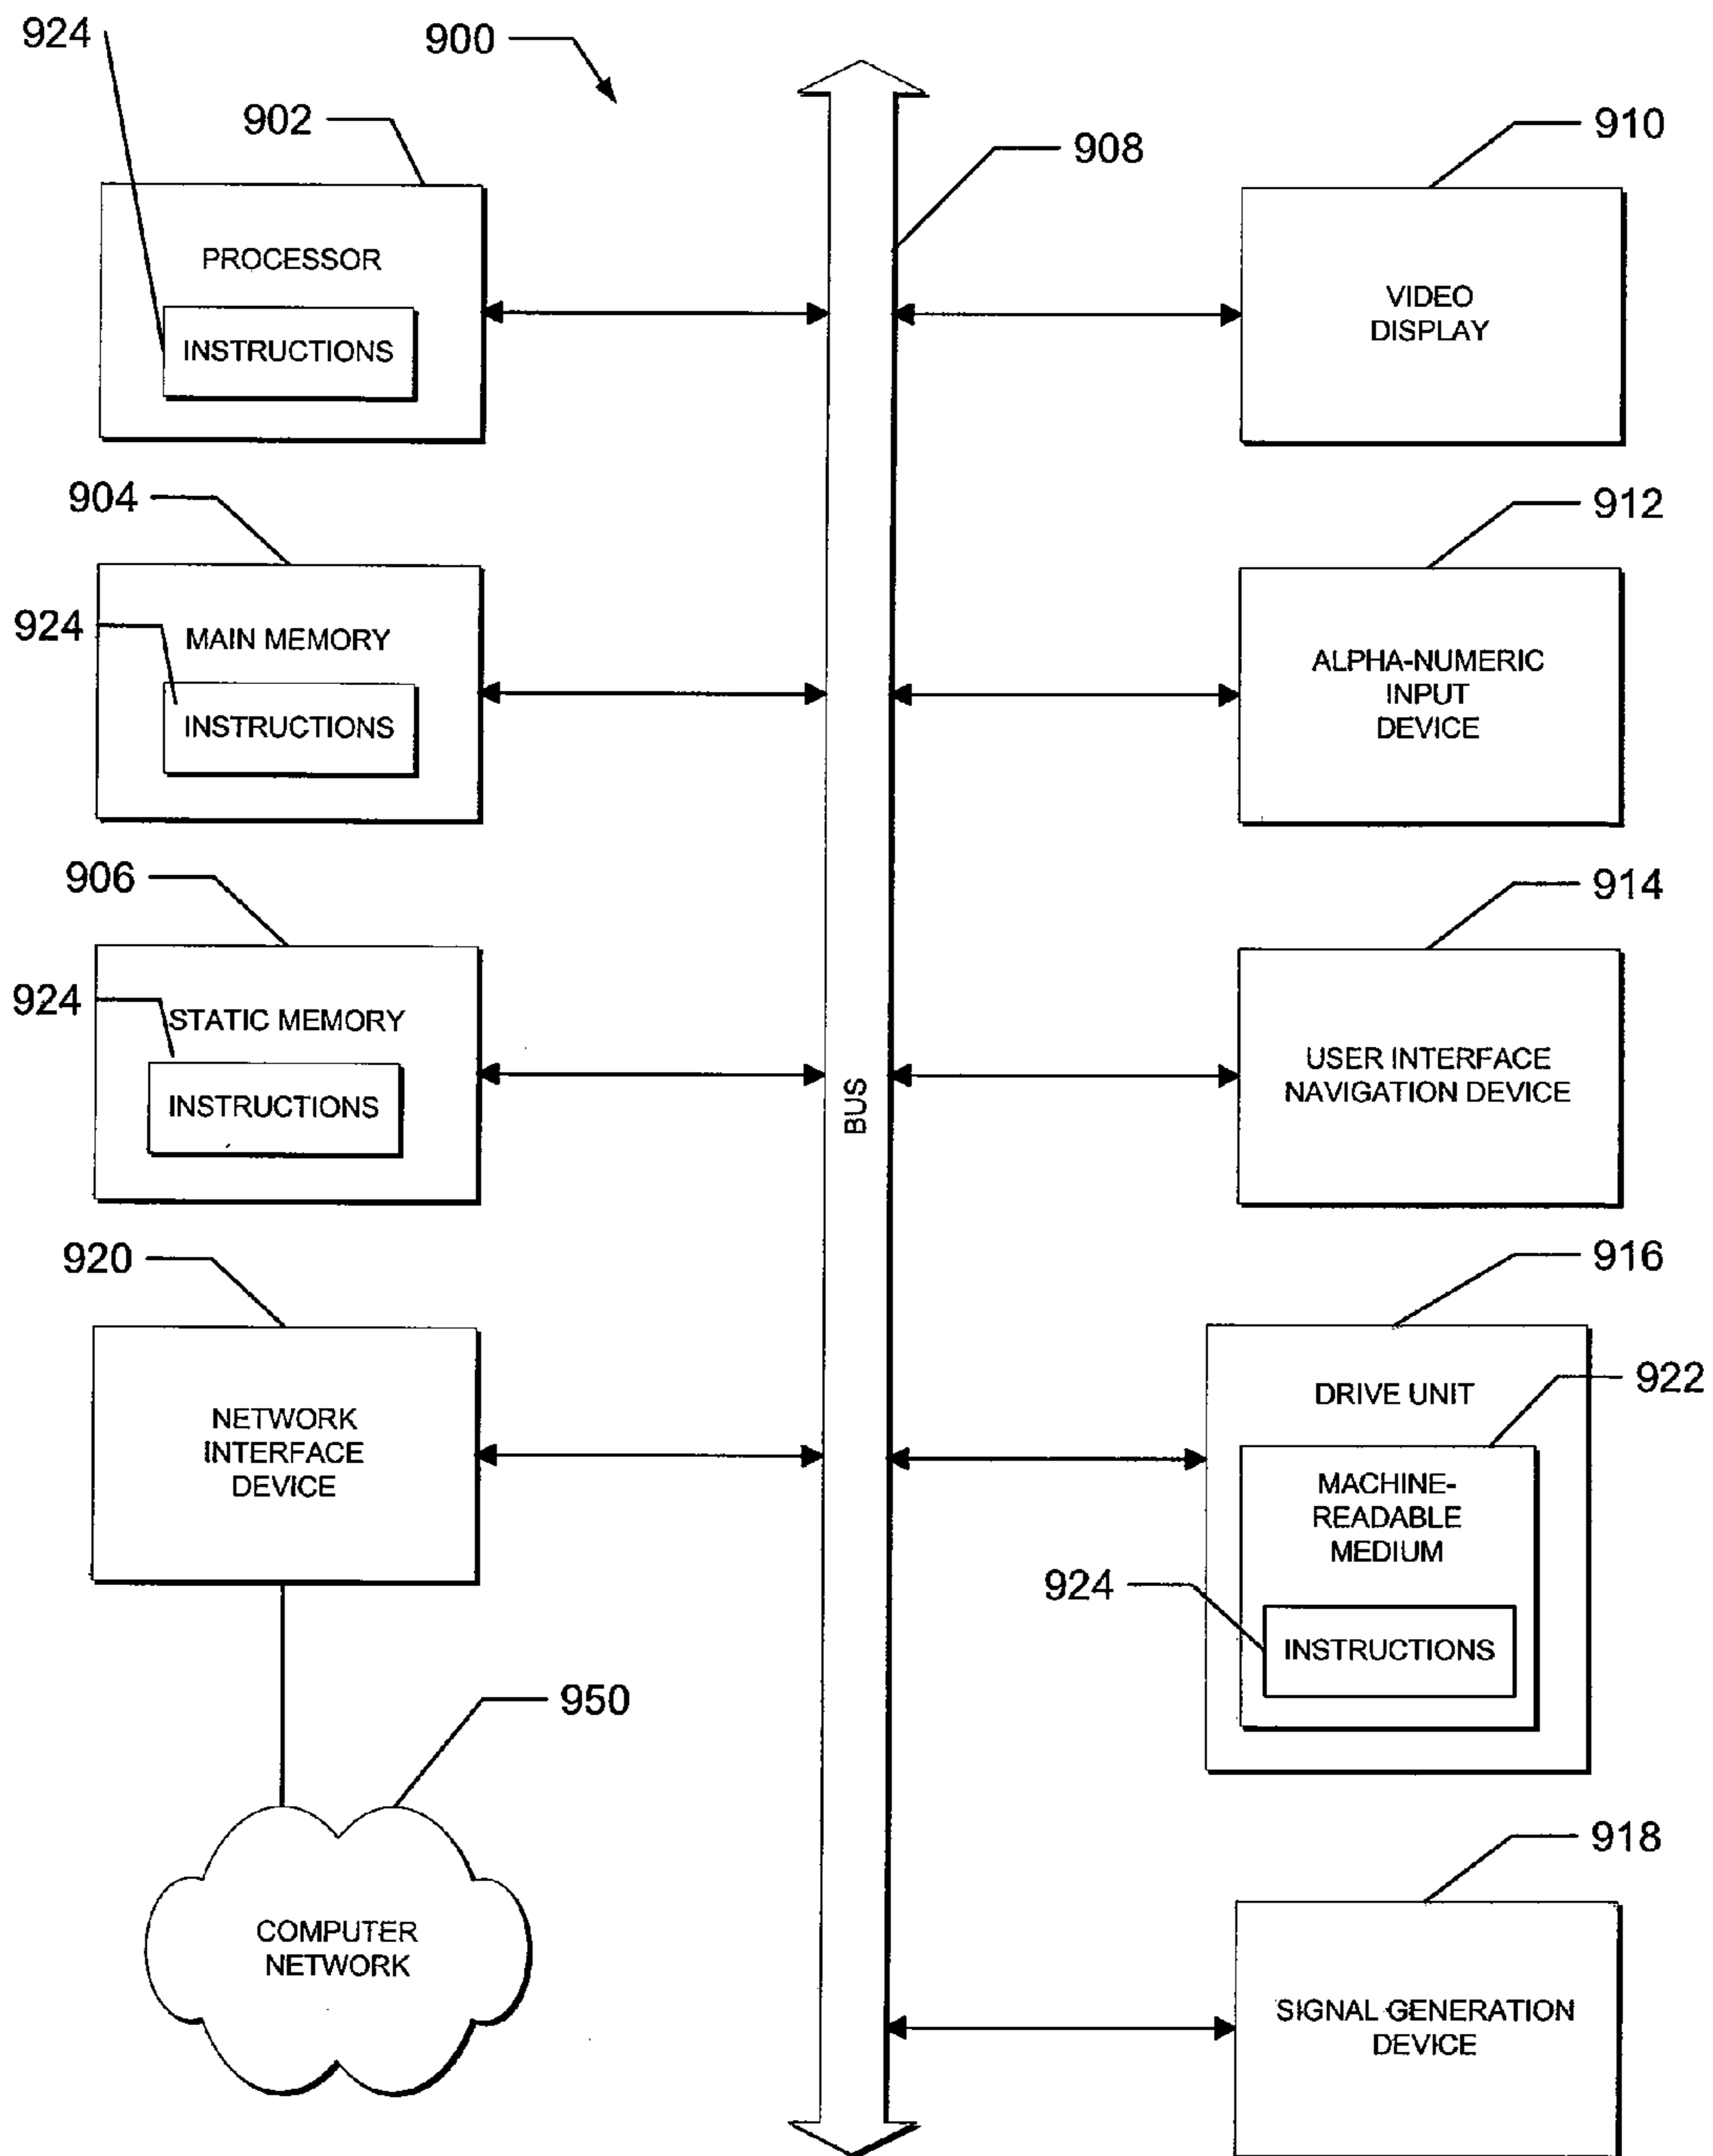 924
900
902
908
910
PROCESSOR
INSTRUCTIONS
VIDEO
DISPLAY
904
912
924
MAIN MEMORY
INSTRUCTIONS
ALPHA-NUMERIC
INPUT
DEVICE
906
914
924
STATIC MEMORY
INSTRUCTIONS
BUS
USER INTERFACE
NAVIGATION DEVICE
920
916
NETWORK
INTERFACE
DEVICE
DRIVE UNIT
922
MACHINE-
READABLE
MEDIUM
924
INSTRUCTIONS
950
COMPUTER
NETWORK
918
SIGNAL GENERATION
DEVICE